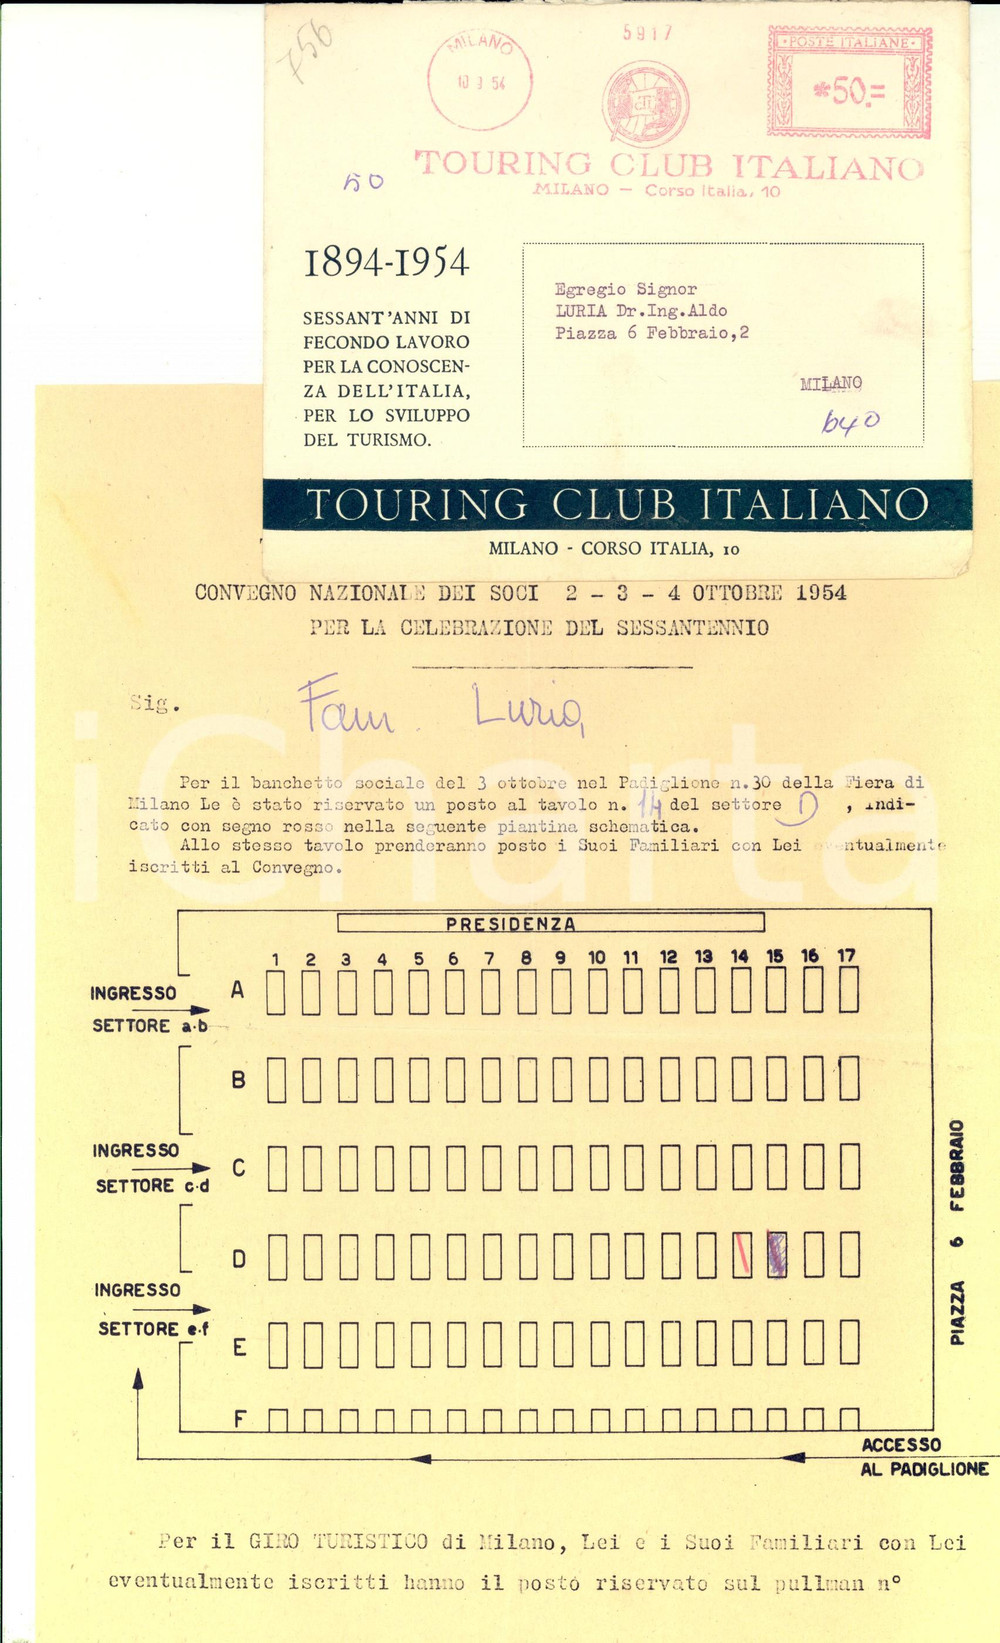 756
MILANO
10 9 54
5917
POSTE ITALIANE
*50.=
TOURING CLUB ITALIANO
MILANO — Corso Italia, 10
50
1894-1954
SESSANT'ANNI DI
FECONDO LAVORO
PER LA CONOSCEN-
ZA DELL'ITALIA,
PER LO SVILUPPO
DEL TURISMO.
Egregio Signor
LURIA Dr.Ing.Aldo
Piazza 6 Febbraio,2
MILANO
640
TOURING CLUB ITALIANO
MILANO - CORSO ITALIA, 10
CONVEGNO NAZIONALE DEI SOCI 2 - 3 - 4 OTTOBRE 1954
PER LA CELEBRAZIONE DEL SESSANTENNIO
Sig. Fam. Luria
Per il banchetto sociale del 3 ottobre nel Padiglione n.30 della Fiera di
Milano Le è stato riservato un posto al tavolo n. 14 del settore D , indi-
cato con segno rosso nella seguente piantina schematica.
Allo stesso tavolo prenderanno posto i Suoi Familiari con Lei eventualmente
iscritti al Convegno.
iCharta
PRESIDENZA
1 2 3 4 5 6 7 8 9 10 11 12 13 14 15 16 17
A
INGRESSO
SETTORE a·b
B
INGRESSO
SETTORE c·d
C
D
INGRESSO
SETTORE e·f
E
F
PIAZZA 6 FEBBRAIO
ACCESSO
AL PADIGLIONE
Per il GIRO TURISTICO di Milano, Lei e i Suoi Familiari con Lei
eventualmente iscritti hanno il posto riservato sul pullman n°